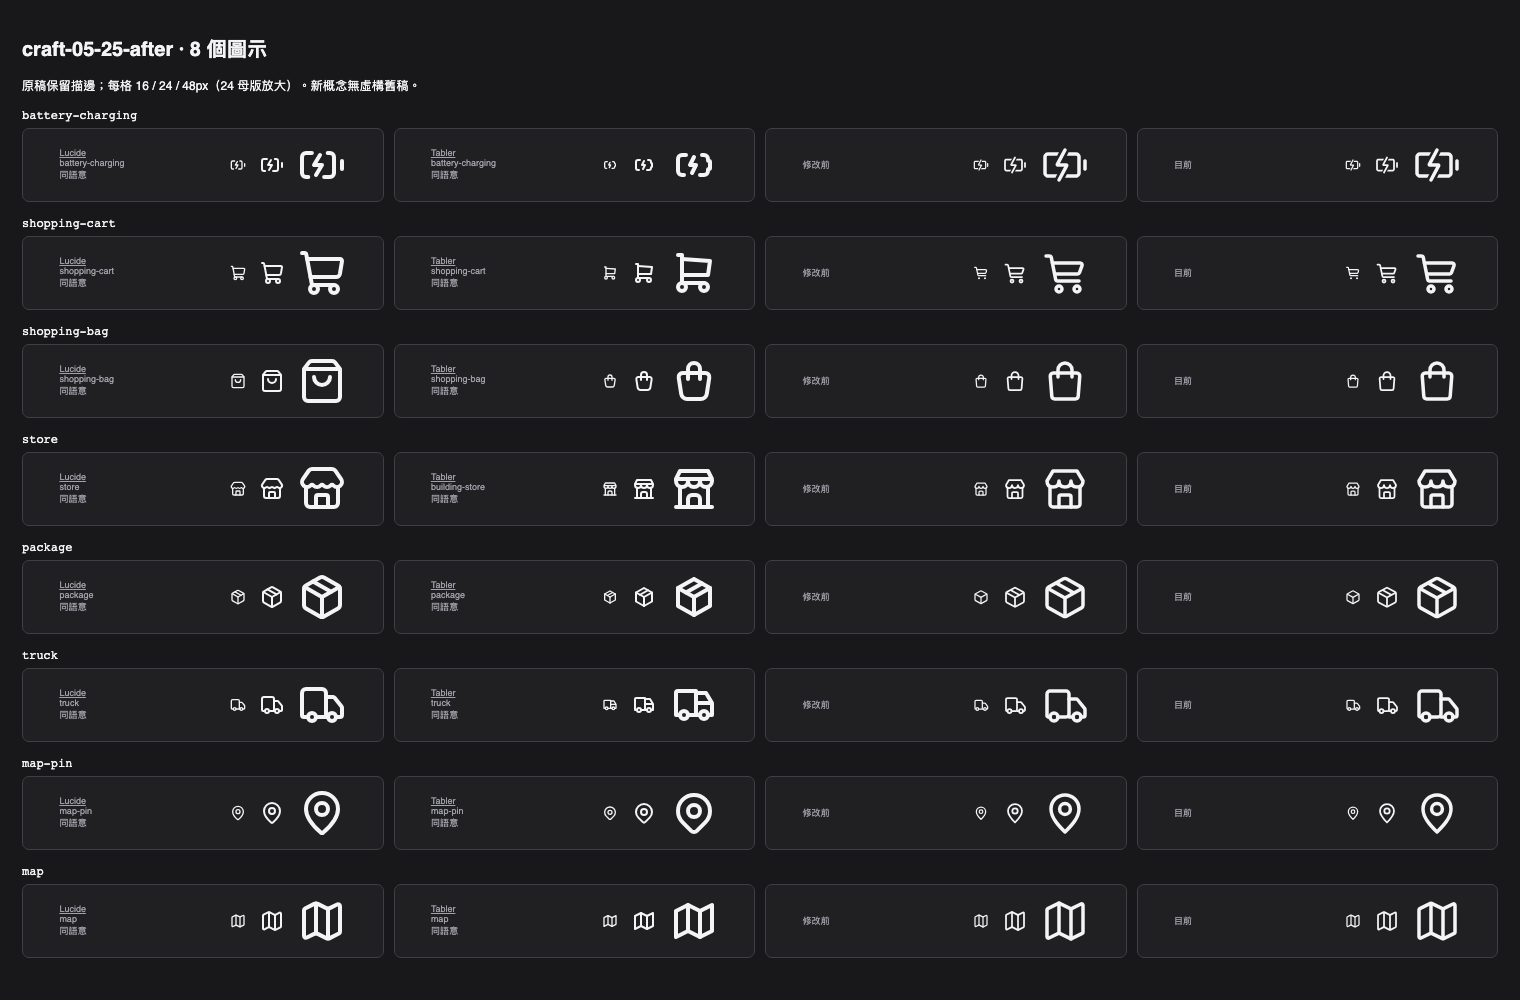 craft-05-25-after · 8 個圖示
原稿保留描邊；每格 16 / 24 / 48px（24 母版放大）。新概念無虛構舊稿。
battery-charging
Lucide
battery-charging
同語意
Tabler
battery-charging
同語意
修改前
目前
shopping-cart
Lucide
shopping-cart
同語意
Tabler
shopping-cart
同語意
修改前
目前
shopping-bag
Lucide
shopping-bag
同語意
Tabler
shopping-bag
同語意
修改前
目前
store
Lucide
store
同語意
Tabler
building-store
同語意
修改前
目前
package
Lucide
package
同語意
Tabler
package
同語意
修改前
目前
truck
Lucide
truck
同語意
Tabler
truck
同語意
修改前
目前
map-pin
Lucide
map-pin
同語意
Tabler
map-pin
同語意
修改前
目前
map
Lucide
map
同語意
Tabler
map
同語意
修改前
目前